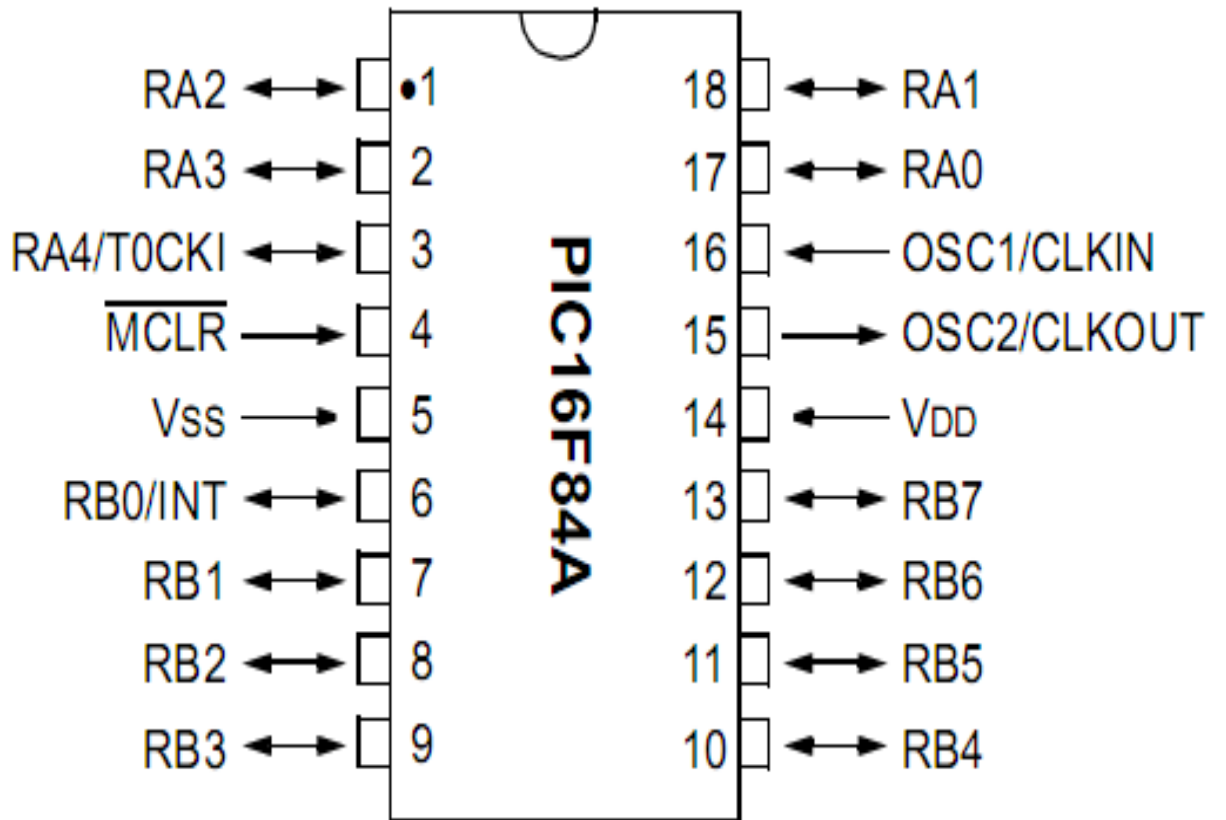 RA2 1 18 RA1
RA3 2 17 RA0
RA4/T0CKI 3 16 OSC1/CLKIN
MCLR 4 15 OSC2/CLKOUT
VSS 5 14 VDD
RB0/INT 6 13 RB7
RB1 7 12 RB6
RB2 8 11 RB5
RB3 9 10 RB4
PIC16F84A